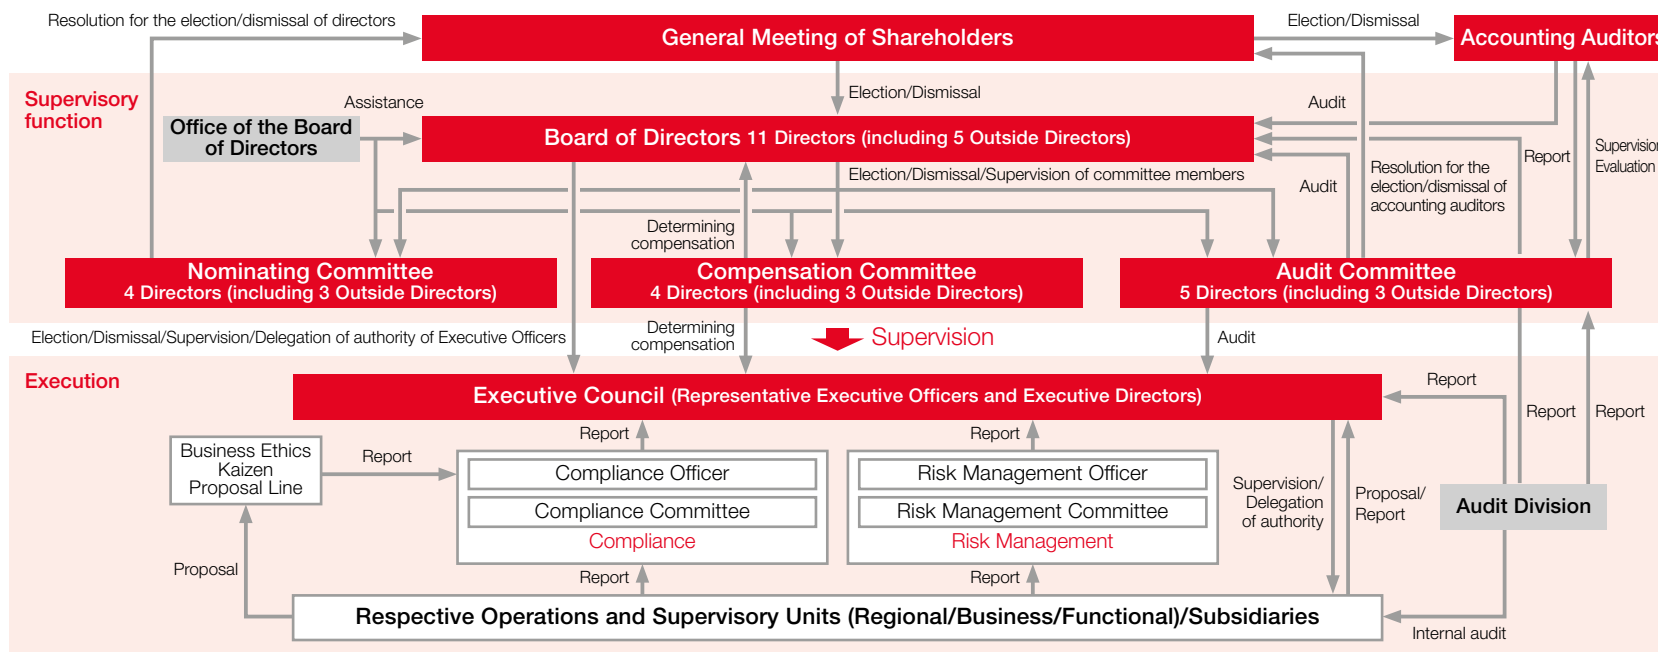 Resolution for the election/dismissal of directors
General Meeting of Shareholders
Election/Dismissal
Accounting Auditors
Supervisory
function
Assistance
Election/Dismissal
Audit
Office of the Board
of Directors
Board of Directors 11 Directors (including 5 Outside Directors)
Report
Supervision
Evaluation
Election/Dismissal/Supervision of committee members
Audit
Resolution for the
election/dismissal of
accounting auditors
Determining
compensation
Nominating Committee
4 Directors (including 3 Outside Directors)
Compensation Committee
4 Directors (including 3 Outside Directors)
Audit Committee
5 Directors (including 3 Outside Directors)
Election/Dismissal/Supervision/Delegation of authority of Executive Officers
Determining
compensation
Supervision
Audit
Execution
Executive Council (Representative Executive Officers and Executive Directors)
Report
Report
Report
Report
Report
Business Ethics
Kaizen
Proposal Line
Report
Compliance Officer
Compliance Committee
Compliance
Risk Management Officer
Risk Management Committee
Risk Management
Supervision/
Delegation
of authority
Proposal/
Report
Audit Division
Proposal
Report
Report
Respective Operations and Supervisory Units (Regional/Business/Functional)/Subsidiaries
Internal audit